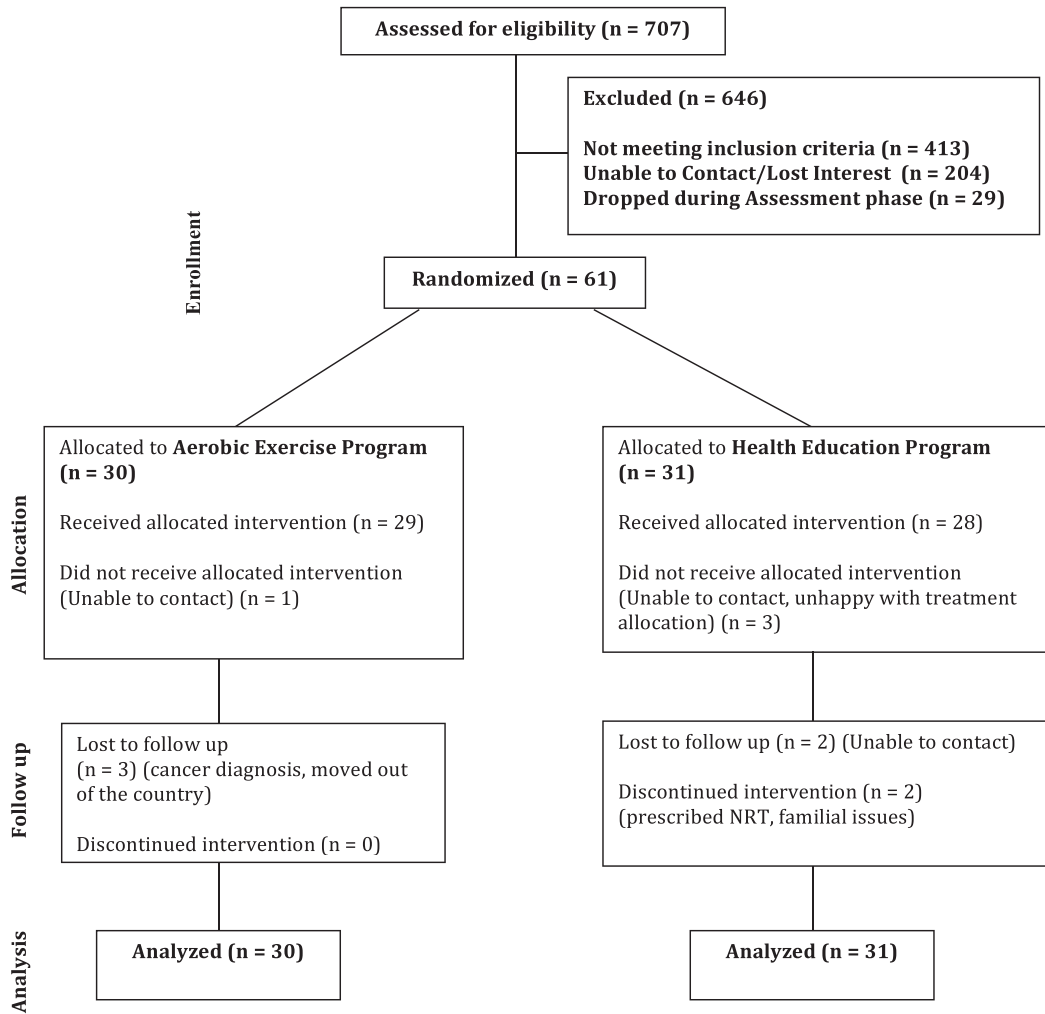 Assessed for eligibility (n = 707)
Excluded (n = 646)
Not meeting inclusion criteria (n = 413)
Unable to Contact/Lost Interest (n = 204)
Dropped during Assessment phase (n = 29)
Enrollment
Randomized (n = 61)
Allocation
Allocated to Aerobic Exercise Program
(n = 30)
Received allocated intervention (n = 29)
Did not receive allocated intervention
(Unable to contact) (n = 1)
Allocated to Health Education Program
(n = 31)
Received allocated intervention (n = 28)
Did not receive allocated intervention
(Unable to contact, unhappy with treatment
allocation) (n = 3)
Follow up
Lost to follow up
(n = 3) (cancer diagnosis, moved out
of the country)
Discontinued intervention (n = 0)
Lost to follow up (n = 2) (Unable to contact)
Discontinued intervention (n = 2)
(prescribed NRT, familial issues)
Analysis
Analyzed (n = 30)
Analyzed (n = 31)